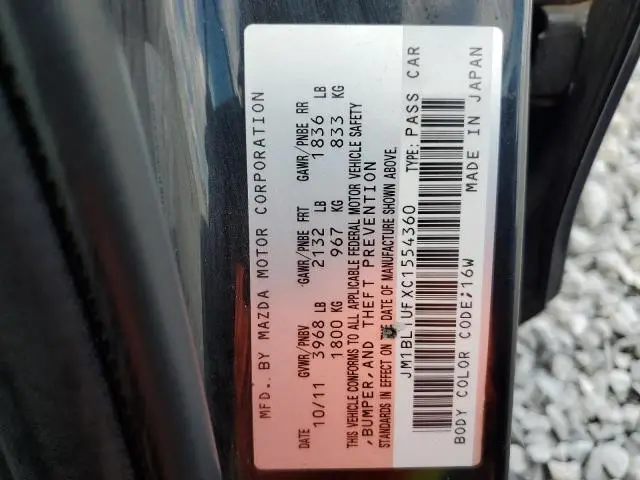 MFD. BY MAZDA MOTOR CORPORATION
DATE GVWR/PNBV GAWR/PNBE FRT GAWR/PNBE RR
10/11 3968 LB 2132 LB 1836 LB
1800 KG 967 KG 833 KG
THIS VEHICLE CONFORMS TO ALL APPLICABLE FEDERAL MOTOR VEHICLE SAFETY
,BUMPER,AND THEFT PREVENTION
STANDARDS IN EFFECT ON DATE OF MANUFACTURE SHOWN ABOVE.
JM1BL1UFXC1554360 TYPE: PASS CAR
BODY COLOR CODE;16W MADE IN JAPAN